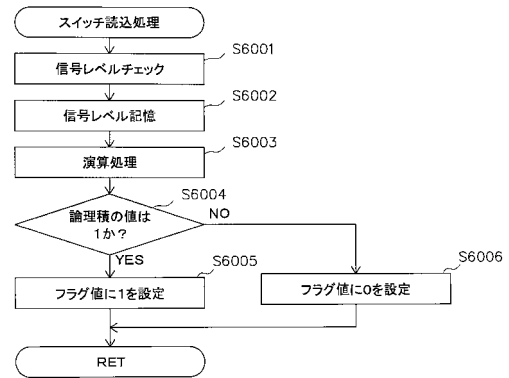 スイッチ読込処理
S6001
信号レベルチェック
S6002
信号レベル記憶
S6003
演算処理
S6004
論理積の値は
1か?
NO
YES
S6005
フラグ値に1を設定
S6006
フラグ値に0を設定
RET